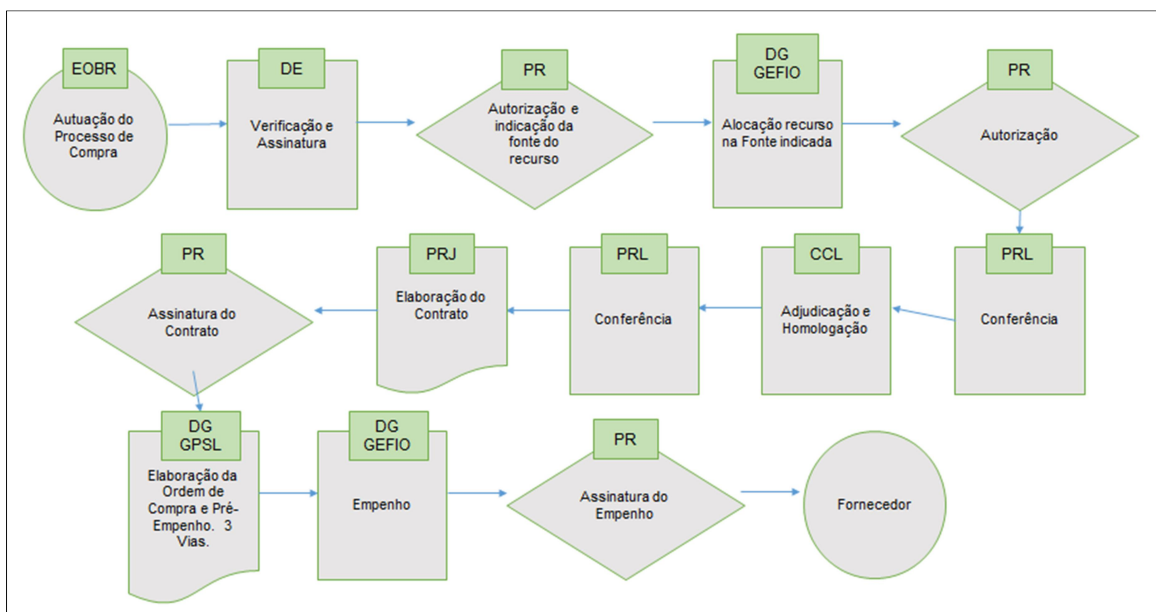 EOBR
Autuação do
Processo de
Compra
DE
Verificação e
Assinatura
PR
Autorização e
indicação da
fonte do
recurso
DG
GEFIO
Alocação recurso
na Fonte indicada
PR
Autorização
PRL
Conferência
CCL
Adjudicação e
Homologação
PRL
Conferência
PRJ
Elaboração do
Contrato
PR
Assinatura do
Contrato
DG
GPSL
Elaboração da
Ordem de
Compra e Pré-
Empenho. 3
Vias.
DG
GEFIO
Empenho
PR
Assinatura do
Empenho
Fornecedor